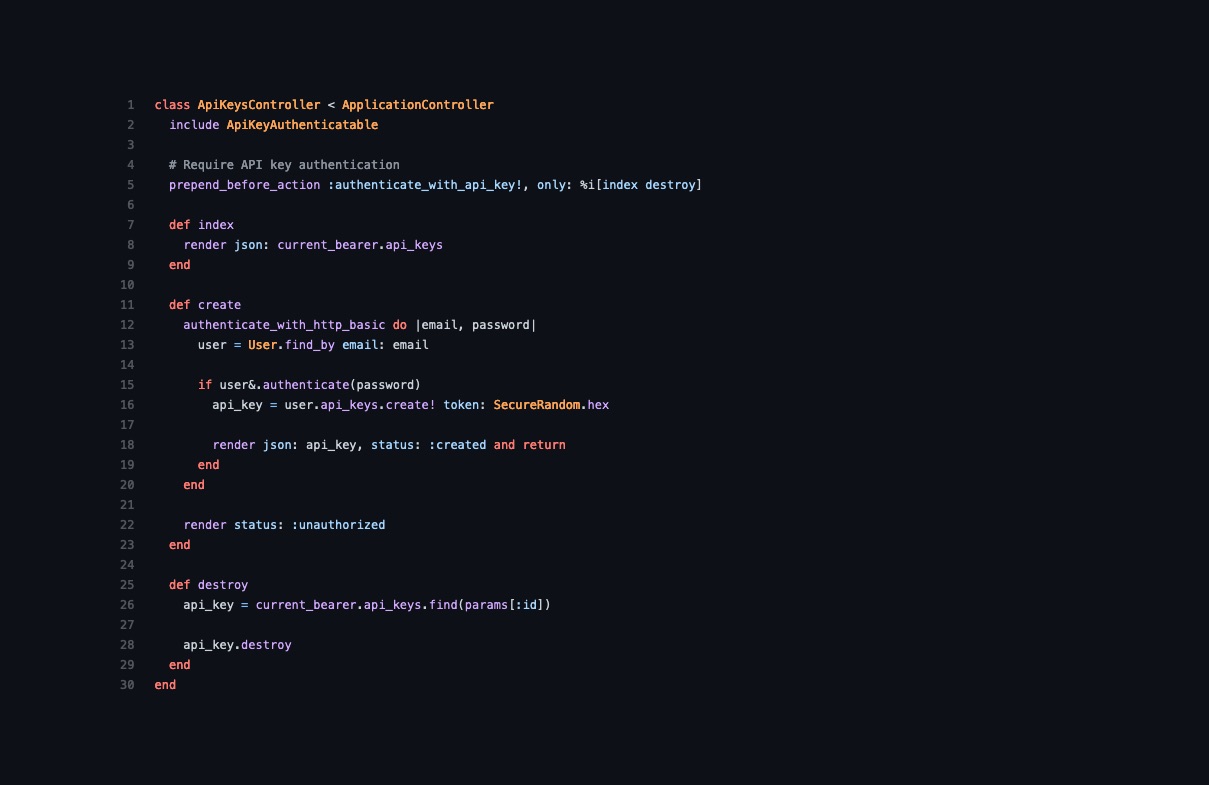 1 class ApiKeysController < ApplicationController
2   include ApiKeyAuthenticatable
3
4   # Require API key authentication
5   prepend_before_action :authenticate_with_api_key!, only: %i[index destroy]
6
7   def index
8     render json: current_bearer.api_keys
9   end
10
11   def create
12     authenticate_with_http_basic do |email, password|
13       user = User.find_by email: email
14
15       if user&.authenticate(password)
16         api_key = user.api_keys.create! token: SecureRandom.hex
17
18         render json: api_key, status: :created and return
19       end
20     end
21
22     render status: :unauthorized
23   end
24
25   def destroy
26     api_key = current_bearer.api_keys.find(params[:id])
27
28     api_key.destroy
29   end
30 end